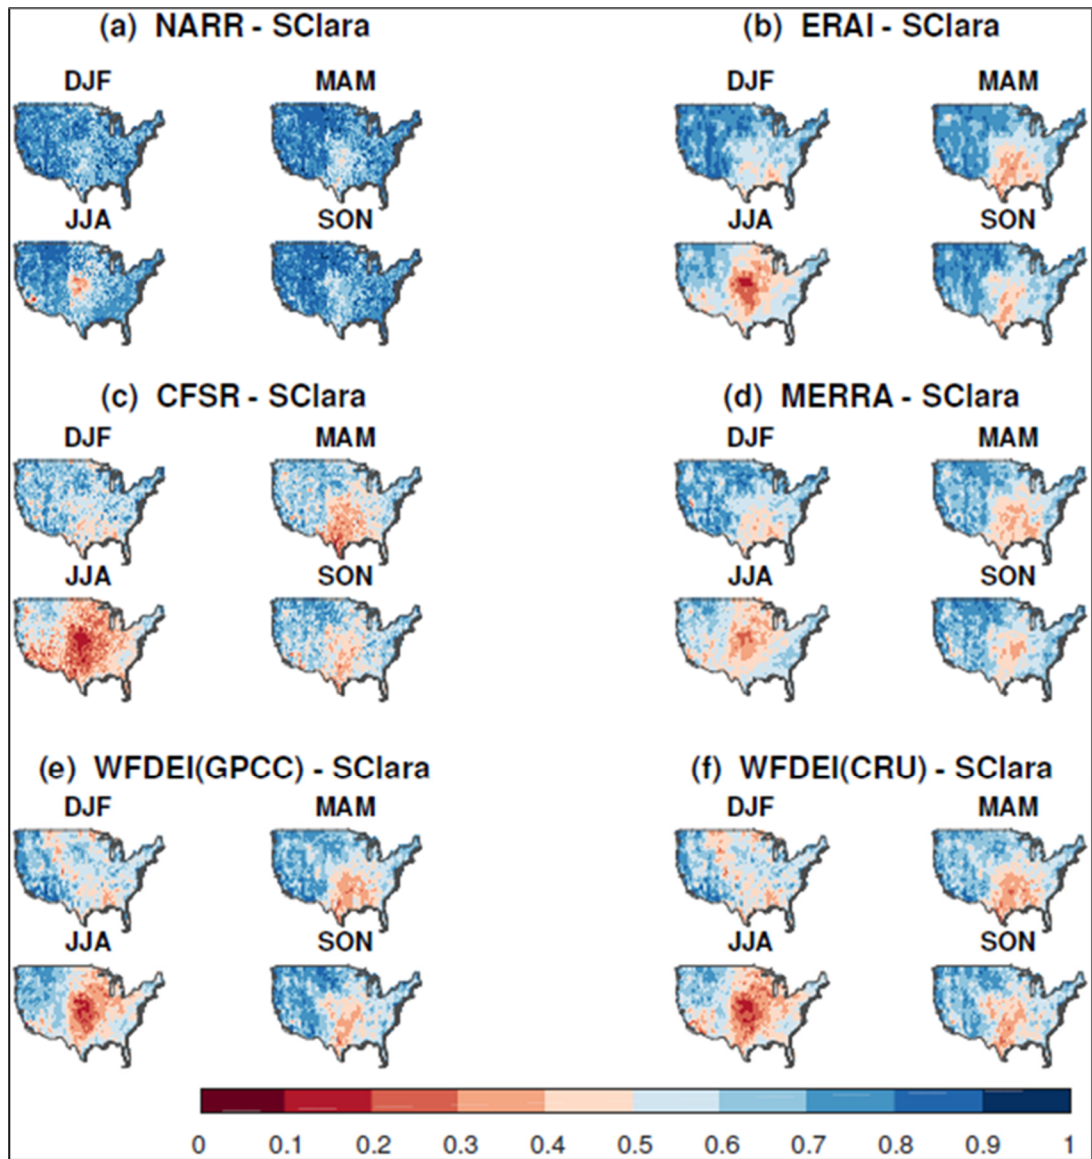 (a) NARR - SClara
(b) ERAI - SClara
DJF
MAM
DJF
MAM
JJA
SON
JJA
SON
(c) CFSR - SClara
(d) MERRA - SClara
DJF
MAM
DJF
MAM
JJA
SON
JJA
SON
(e) WFDEI(GPCC) - SClara
(f) WFDEI(CRU) - SClara
DJF
MAM
DJF
MAM
JJA
SON
JJA
SON
0 0.1 0.2 0.3 0.4 0.5 0.6 0.7 0.8 0.9 1